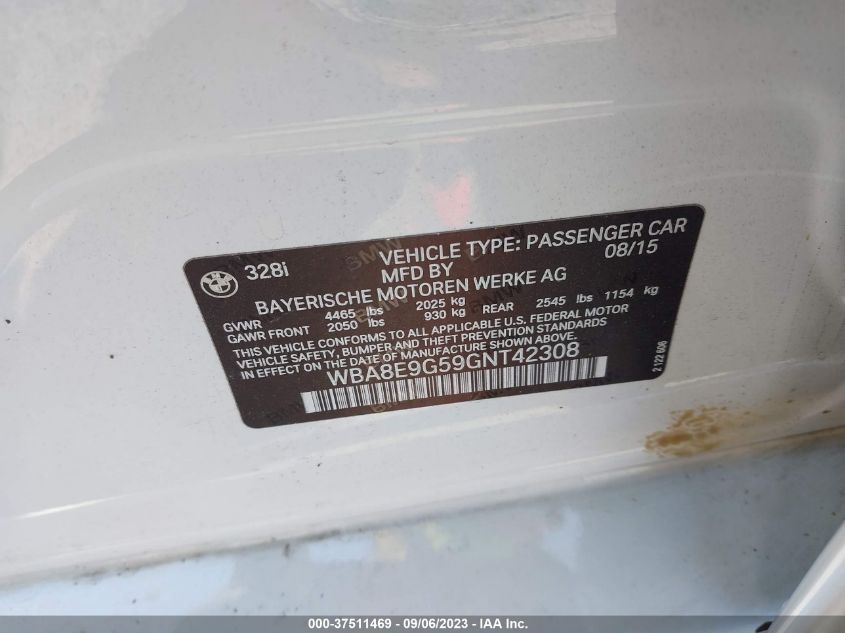 328i VEHICLE TYPE: PASSENGER CAR
MFD BY 08/15
BAYERISCHE MOTOREN WERKE AG
GVWR 4465 lbs 2025 kg
GAWR FRONT 2050 lbs 930 kg REAR 2545 lbs 1154 kg
THIS VEHICLE CONFORMS TO ALL APPLICABLE U.S. FEDERAL MOTOR
VEHICLE SAFETY, BUMPER AND THEFT PREVENTION STANDARDS
IN EFFECT ON THE DATE OF MANUFACTURE SHOWN ABOVE.
WBA8E9G59GNT42308
2 122 606
000-37511469 - 09/06/2023 - IAA Inc.